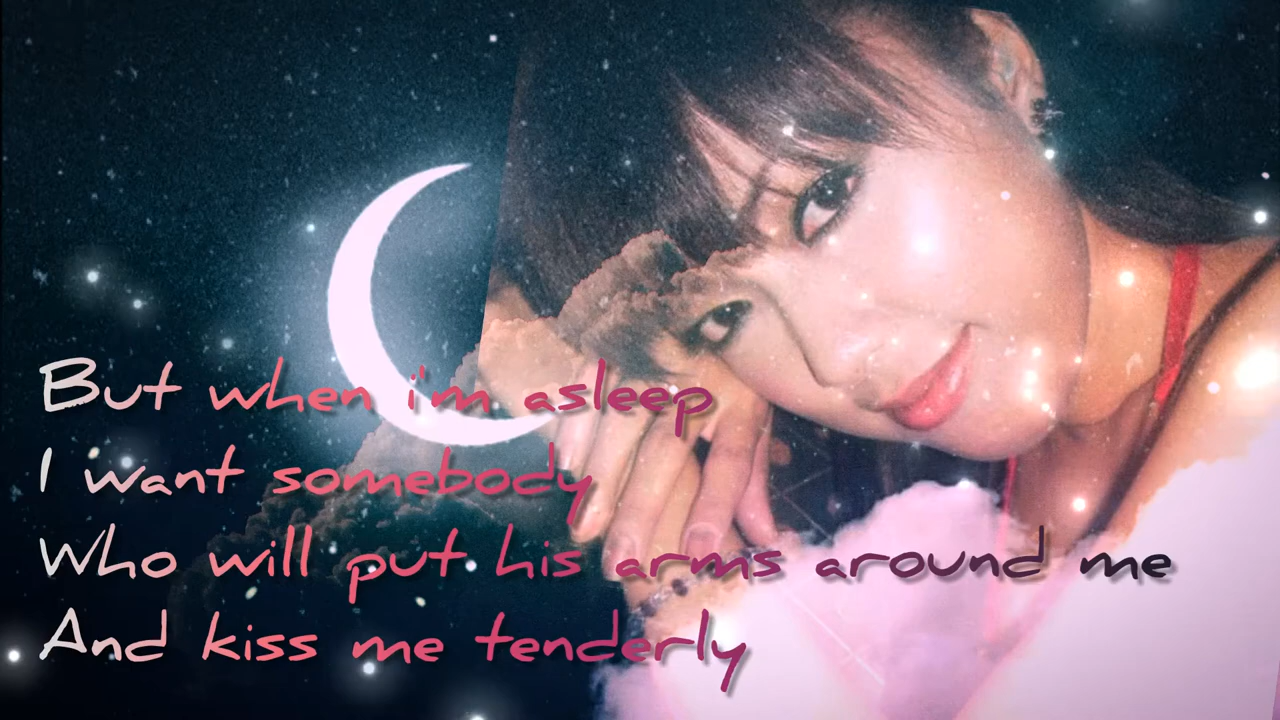 But when i'm asleep
I want somebody
Who will put his arms around me
And kiss me tenderly